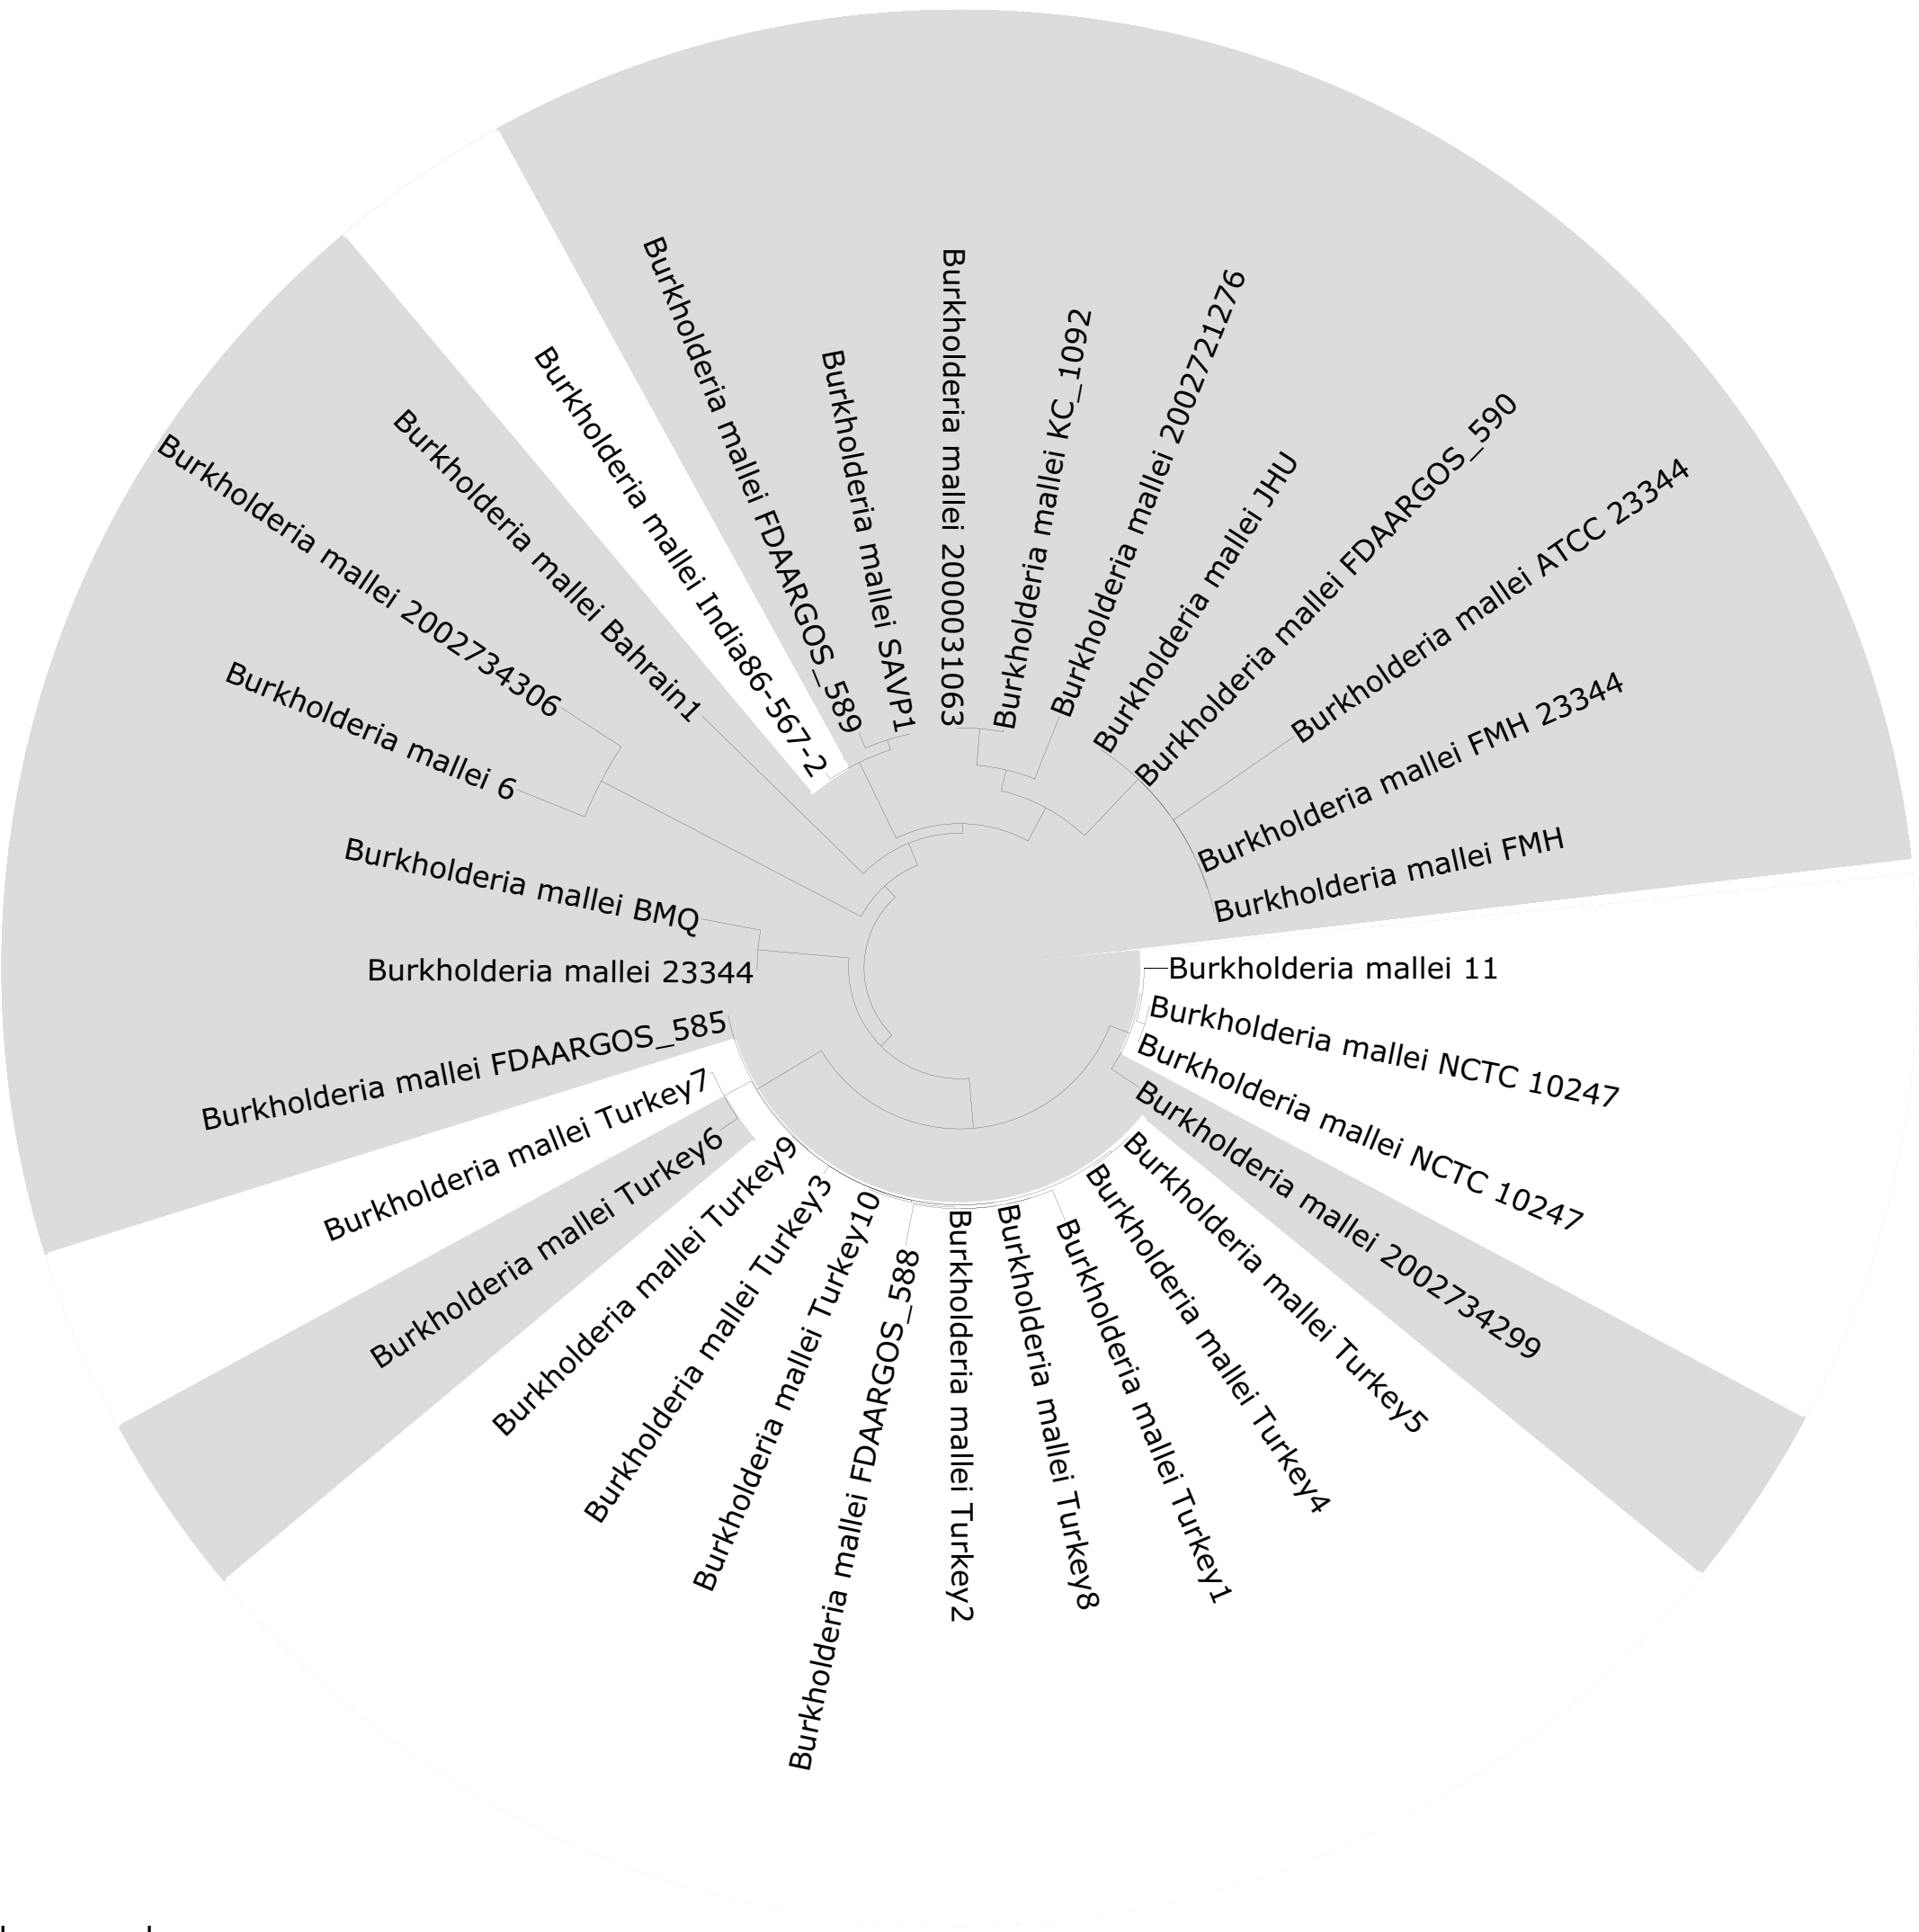 Burkholderia mallei FDAARGOS_589
Burkholderia mallei SAVP1
Burkholderia mallei 2000031063
Burkholderia mallei KC_1092
Burkholderia mallei 2002721276
Burkholderia mallei JHU
Burkholderia mallei FDAARGOS_590
Burkholderia mallei ATCC 23344
Burkholderia mallei FMH 23344
Burkholderia mallei FMH
Burkholderia mallei 11
Burkholderia mallei NCTC 10247
Burkholderia mallei NCTC 10247
Burkholderia mallei 2002734299
Burkholderia mallei Turkey5
Burkholderia mallei Turkey4
Burkholderia mallei Turkey1
Burkholderia mallei Turkey8
Burkholderia mallei Turkey2
Burkholderia mallei FDAARGOS_588
Burkholderia mallei Turkey10
Burkholderia mallei Turkey3
Burkholderia mallei Turkey9
Burkholderia mallei Turkey6
Burkholderia mallei Turkey7
Burkholderia mallei FDAARGOS_585
Burkholderia mallei 23344
Burkholderia mallei BMQ
Burkholderia mallei 6
Burkholderia mallei 2002734306
Burkholderia mallei Bahrain1
Burkholderia mallei India86-567-2